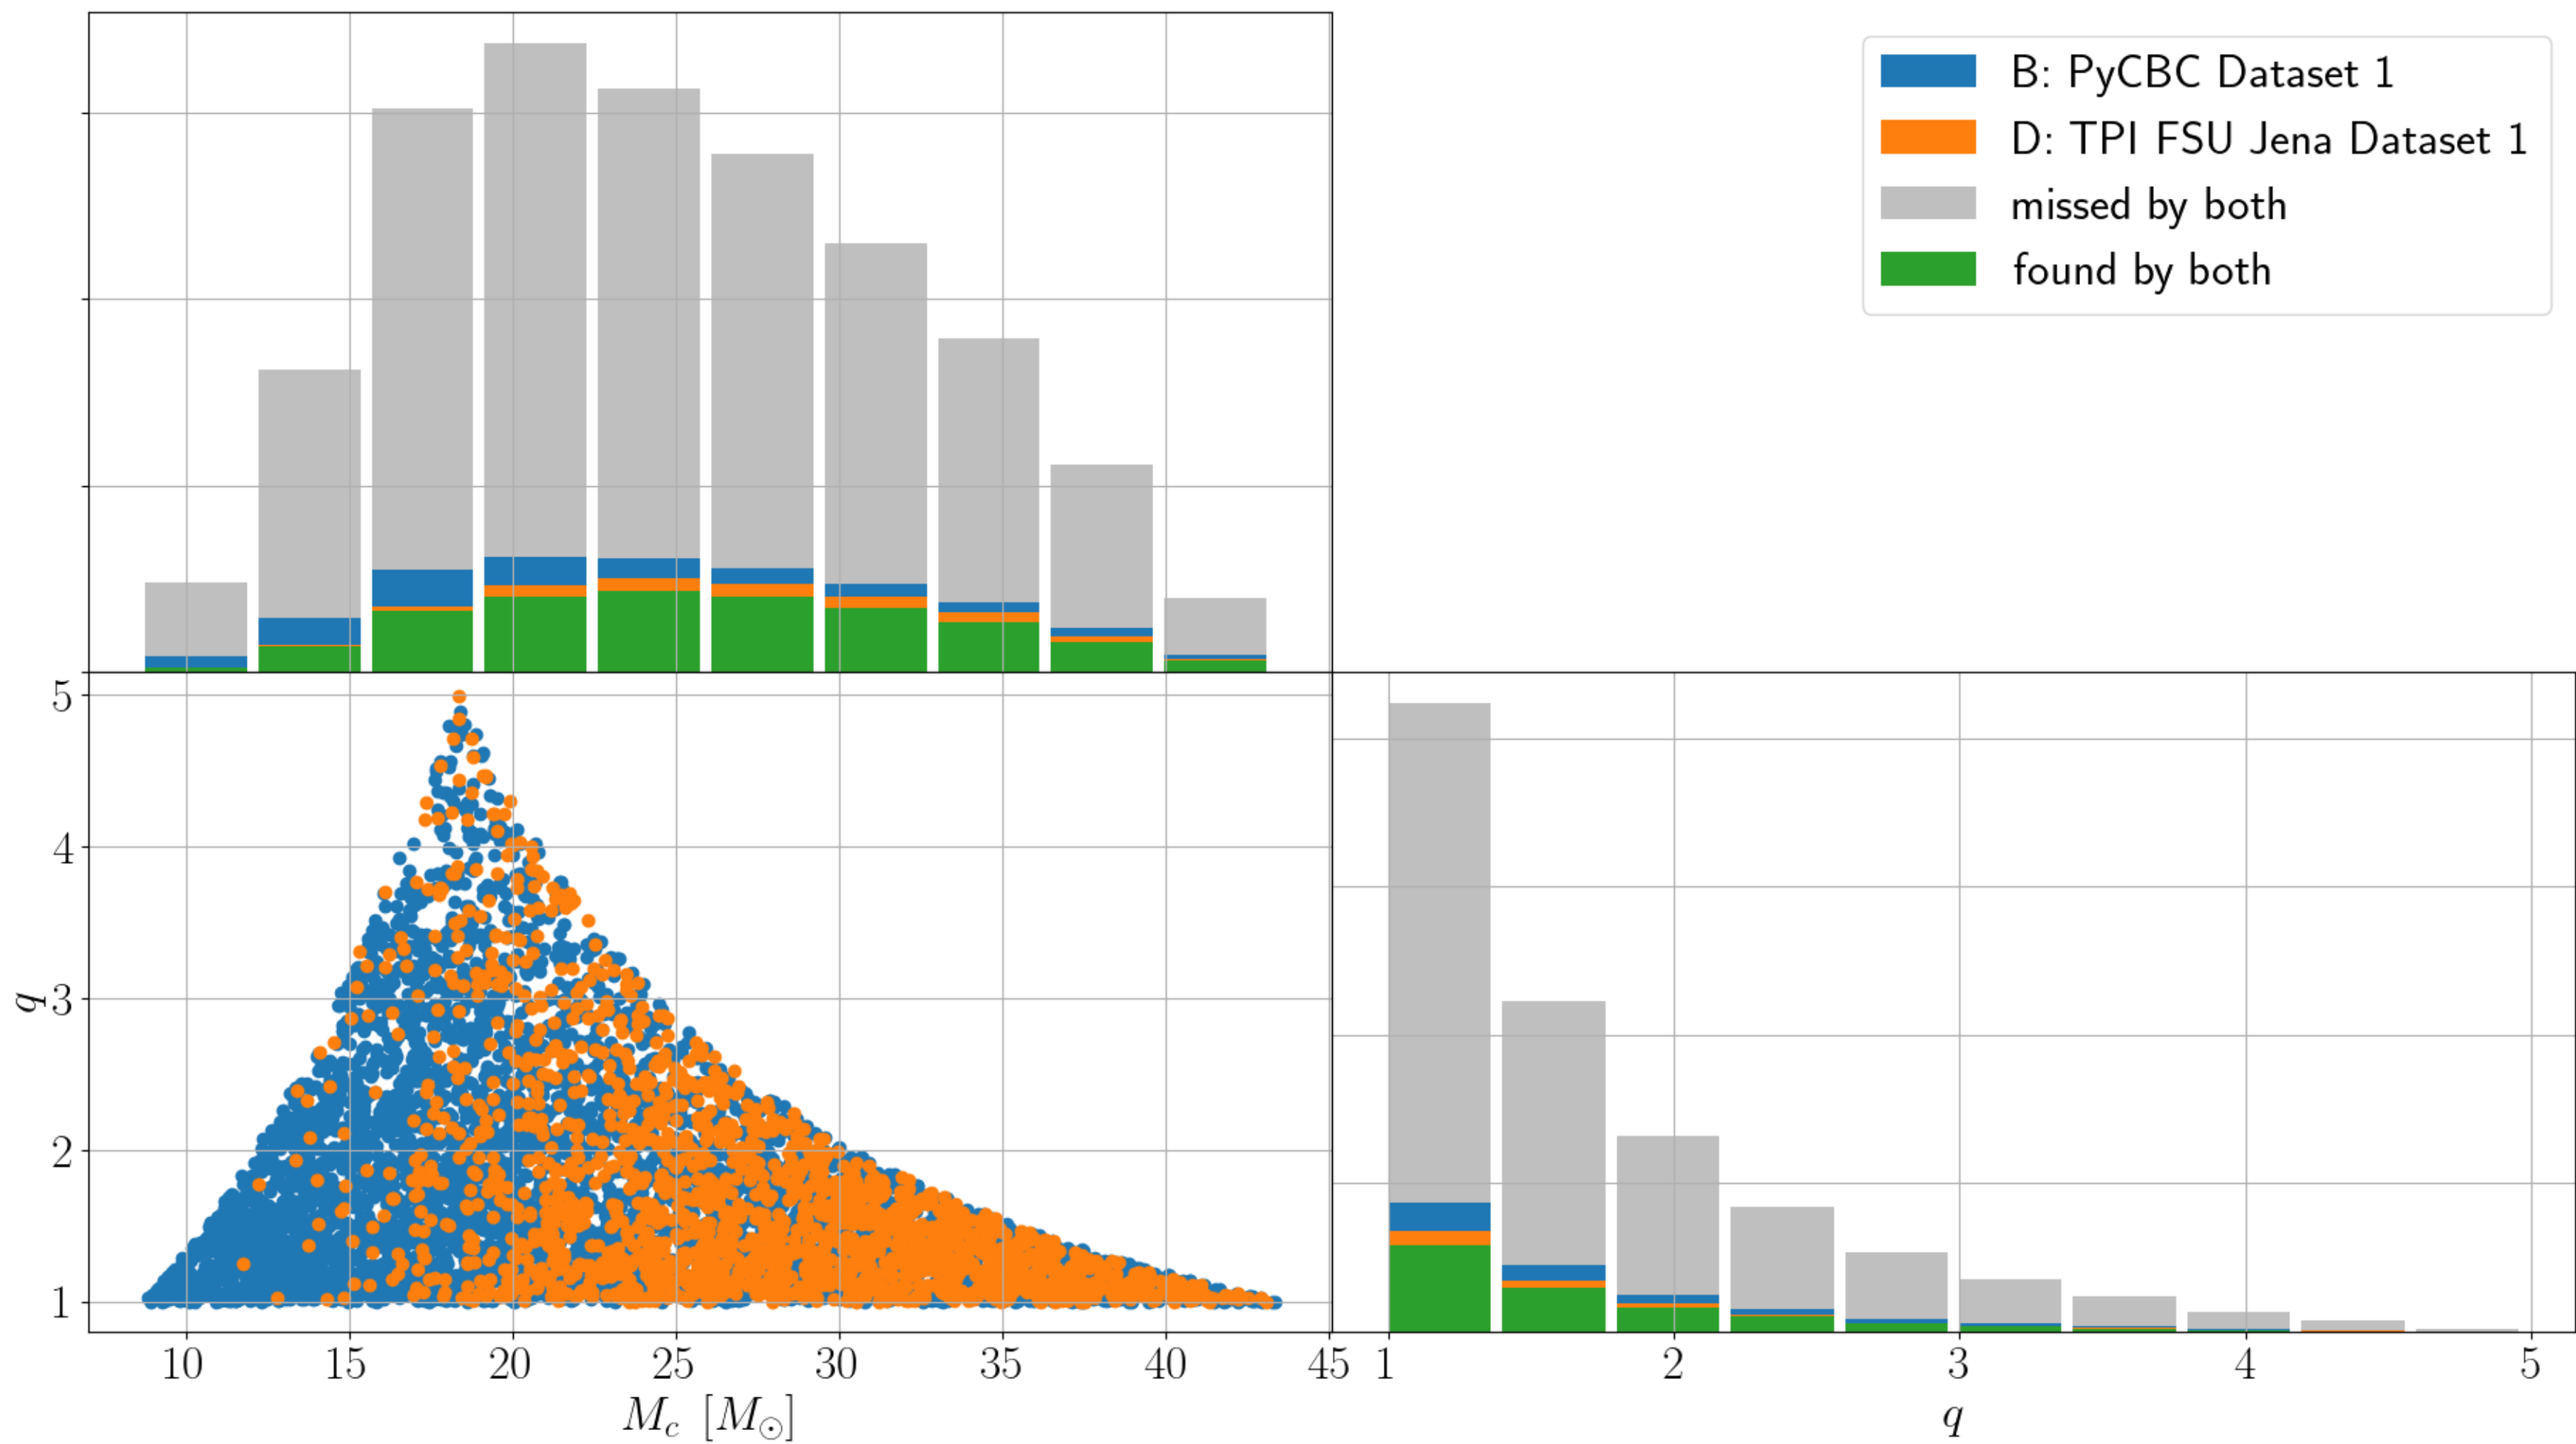 B: PyCBC Dataset 1
D: TPI FSU Jena Dataset 1
missed by both
found by both
5
4
3
2
1
q
10 15 20 25 30 35 40 45
M_c [M_⊙]
1 2 3 4 5
q